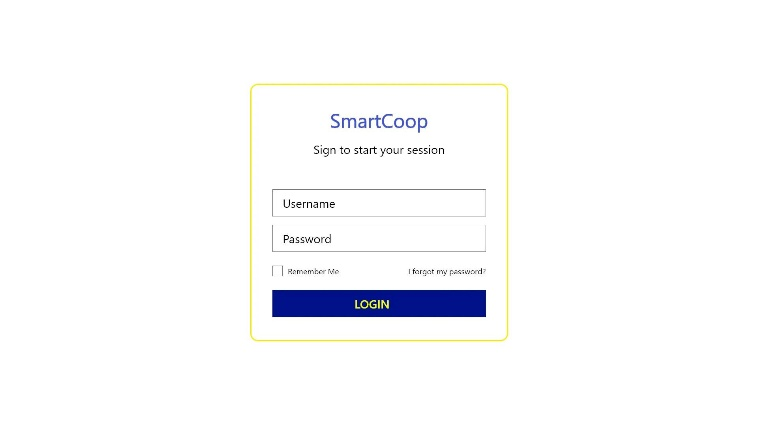 SmartCoop
Sign to start your session
Username
Password
Remember Me
I forgot my password?
LOGIN